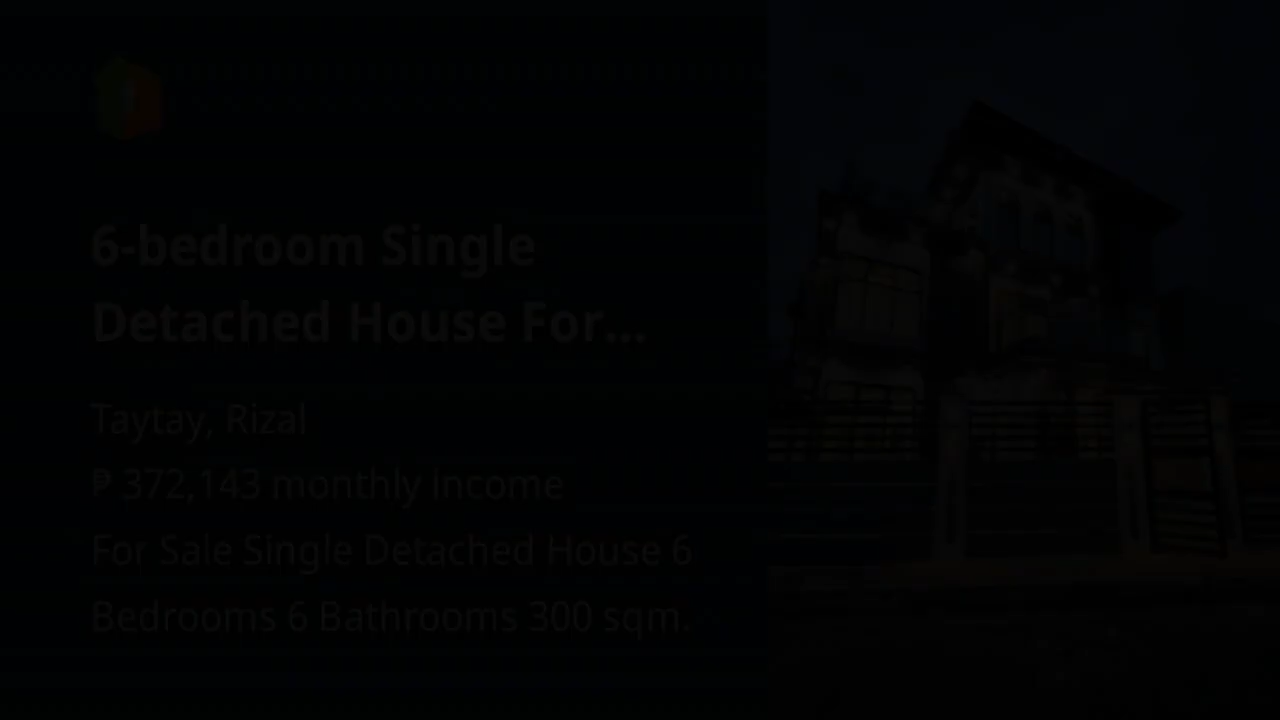 6-bedroom Single
Detached House For...
Taytay, Rizal
₱ 372,143 monthly Income
For Sale Single Detached House 6
Bedrooms 6 Bathrooms 300 sqm.